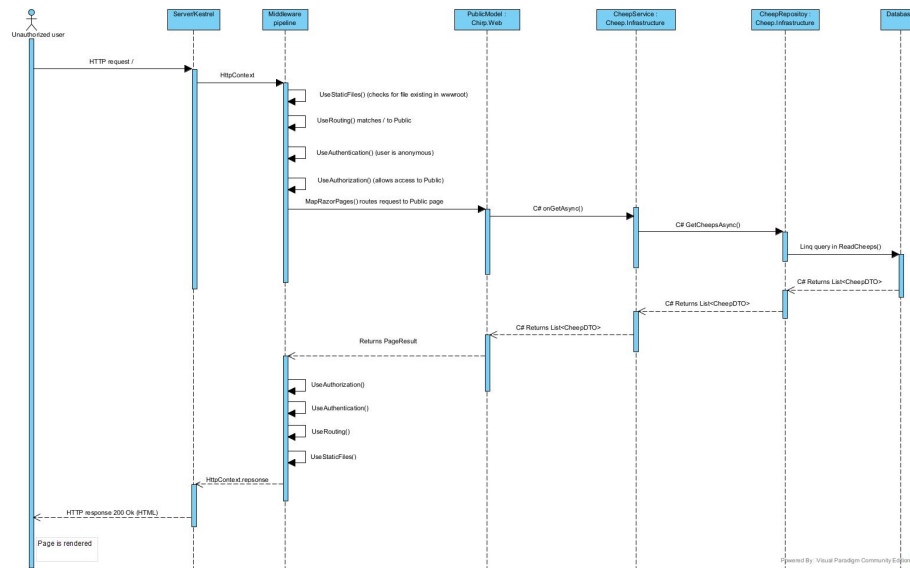 Unauthorized user
Server/Kestrel
Middleware
pipeline
PublicModel :
Chirp.Web
CheepService :
Cheep.Infrastructure
CheepRepositoy :
Cheep.Infrastructure
Databas
HTTP request /
HttpContext
UseStaticFiles() (checks for file existing in wwwroot)
UseRouting() matches / to Public
UseAuthentication() (user is anonymous)
UseAuthorization() (allows access to Public)
MapRazorPages() routes request to Public page
C# onGetAsync()
C# GetCheepsAsync()
Linq query in ReadCheeps()
C# Returns List<CheepDTO>
C# Returns List<CheepDTO>
C# Returns List<CheepDTO>
Returns PageResult
UseAuthorization()
UseAuthentication()
UseRouting()
UseStaticFiles()
HttpContext.repsonse
HTTP response 200 Ok (HTML)
Page is rendered
Powered By: Visual Paradigm Community Edition